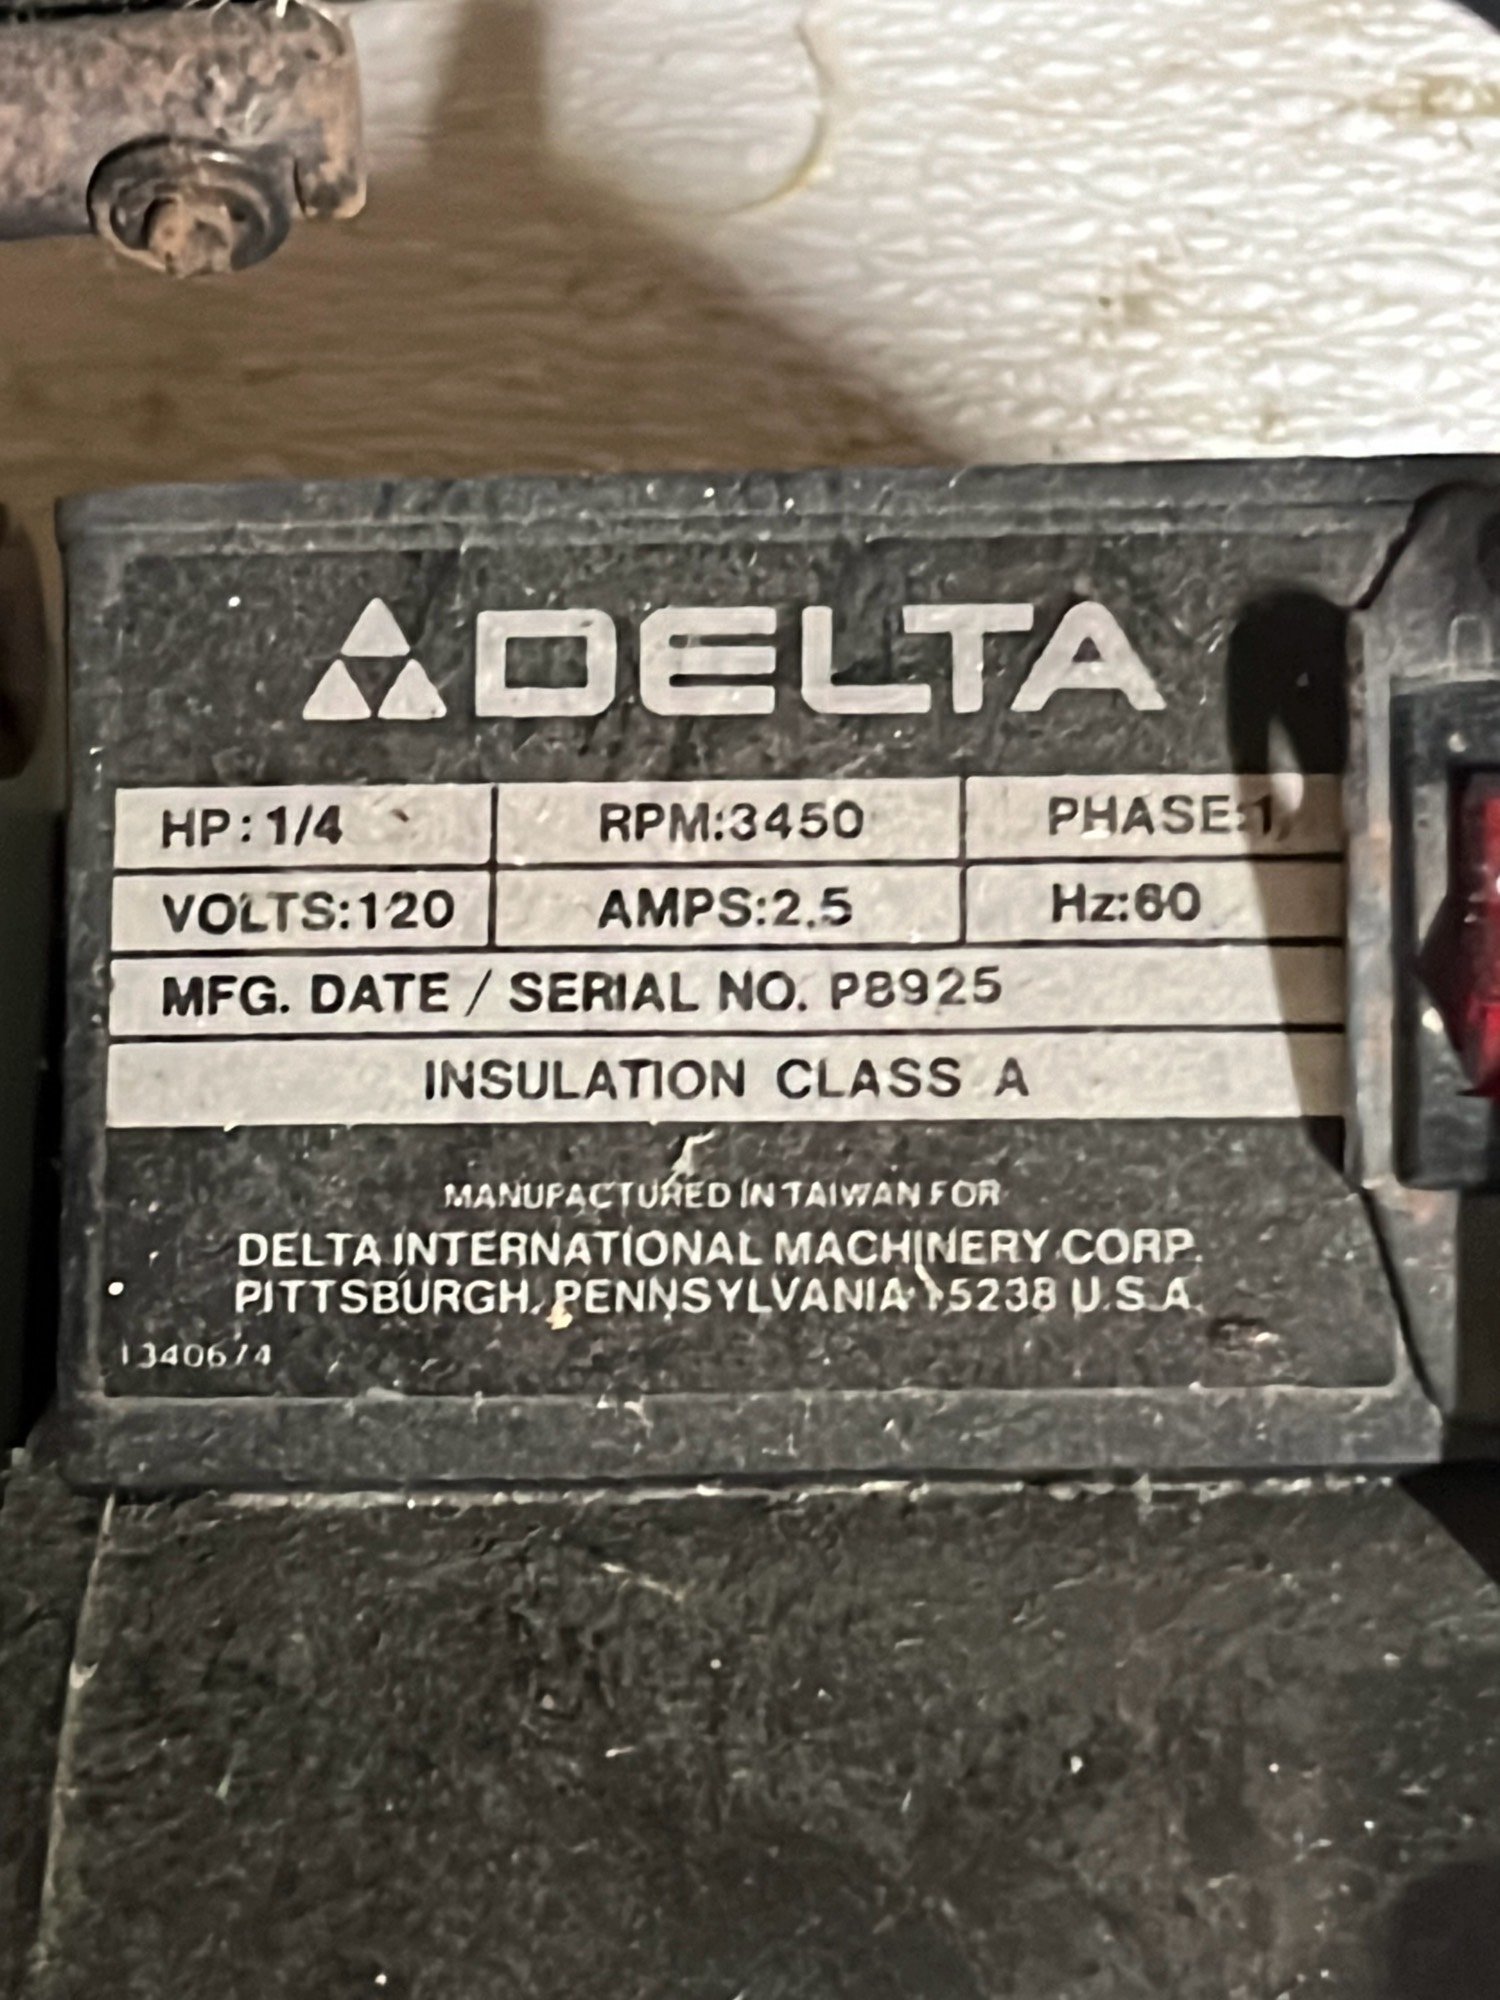 DELTA
HP: 1/4 RPM:3450 PHASE:1
VOLTS:120 AMPS:2.5 Hz:60
MFG. DATE / SERIAL NO. P8925
INSULATION CLASS A
MANUFACTURED IN TAIWAN FOR
DELTA INTERNATIONAL MACHINERY CORP.
PITTSBURGH, PENNSYLVANIA 15238 U.S.A.
1340674